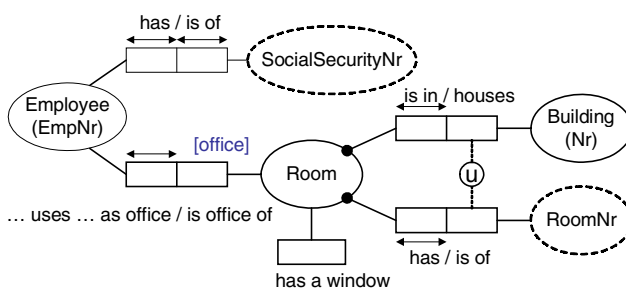 has / is of
SocialSecurityNr
Employee
(EmpNr)
is in / houses
Building
(Nr)
[office]
Room
u
… uses … as office / is office of
RoomNr
has / is of
has a window